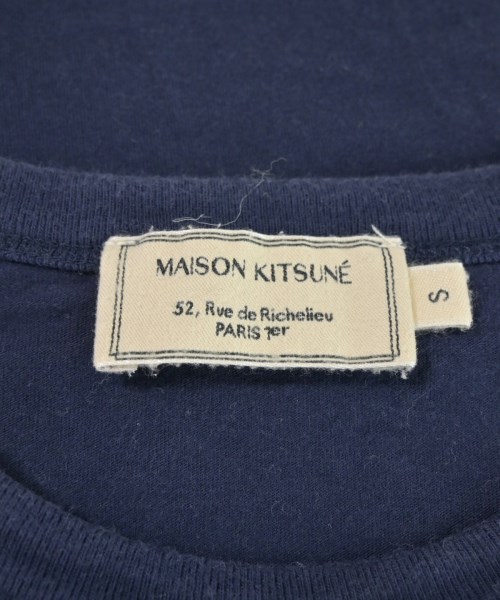 MAISON KITSUNÉ
52, Rue de Richelieu
PARIS 1er
S